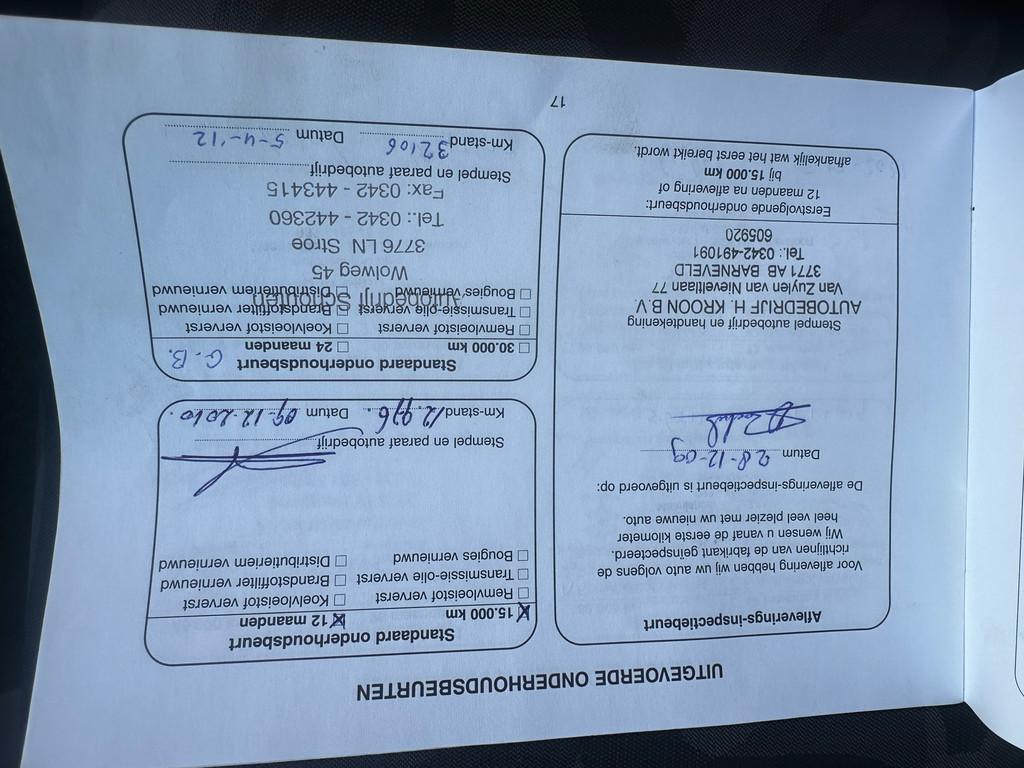 UITGEVOERDE ONDERHOUDSBEURTEN
Aflevering-inspectiebeurt
Voor aflevering hebben wij uw auto volgens de
richtlijnen van de fabrikant geïnspecteerd.
Wij wensen u vanaf de eerste kilometer
heel veel plezier met uw nieuwe auto.
De aflevering-inspectiebeurt is uitgevoerd op:
Datum 28-12-09
Stempel autobedrijf en handtekening
AUTOBEDRIJF H. KROON B.V.
Van Zuylen van Nieveltlaan 77
3771 AB BARNEVELD
Tel.: 0342-491091
605920
Eerstvolgende onderhoudsbeurt:
12 maanden na aflevering of
bij 15.000 km
afhankelijk wat het eerst bereikt wordt.
Standaard onderhoudsbeurt
☒ 15.000 km ☒ 12 maanden
☐ Remvloeistof ververst ☐ Koelvloeistof ververst
☐ Transmissie-olie ververst ☐ Brandstoffilter vernieuwd
☐ Bougies vernieuwd ☐ Distributieriem vernieuwd
Stempel en paraaf autobedrijf
Km-stand 12.976. Datum 09-12-2010.
Standaard onderhoudsbeurt G.B.
☐ 30.000 km ☐ 24 maanden
☐ Remvloeistof ververst ☐ Koelvloeistof ververst
☐ Transmissie-olie ververst ☐ Brandstoffilter vernieuwd
☐ Bougies vernieuwd ☐ Distributieriem vernieuwd
Autobedrijf Schouten
Wolweg 45
3776 LN Stroe
Tel.: 0342 - 442360
Fax: 0342 - 443415
Stempel en paraaf autobedrijf
Km-stand 32106 Datum 5-4-'12
17